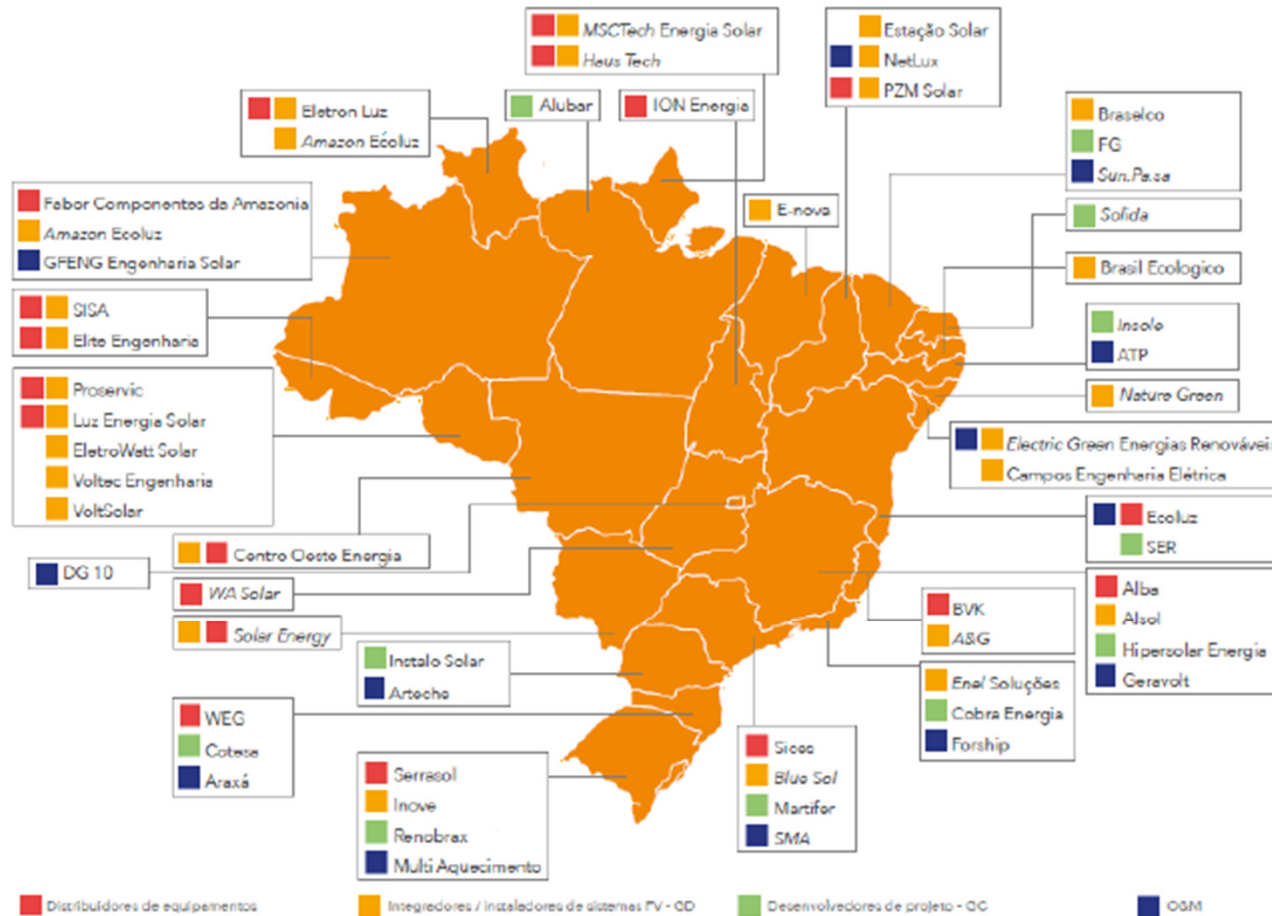 MSCTech Energia Solar
Haus Tech
Estação Solar
NetLux
PZM Solar
Eletron Luz
Amazon Ecoluz
Alubar
ION Energia
Braselco
FG
Sun.Pa.sa
Fabor Componentes da Amazonia
Amazon Ecoluz
GFENG Engenharia Solar
E-nova
Solida
Brasil Ecologico
SISA
Elite Engenharia
Insole
ATP
Proservic
Luz Energia Solar
EletroWatt Solar
Voltec Engenharia
VoltSolar
Nature Green
Electric Green Energias Renováveis
Campos Engenharia Elétrica
Ecoluz
SER
Centro Oeste Energia
DG 10
WA Solar
Solar Energy
Alba
Alsol
Hipersolar Energia
Geravolt
BVK
A&G
Instalo Solar
Arteche
Enel Soluções
Cobra Energia
Forship
WEG
Cotesa
Araxá
Serrasol
Inove
Renobrax
Multi Aquecimento
Sices
Blue Sol
Martifer
SMA
Distribuidores de equipamentos
Integradores / instaladores de sistemas FV - GD
Desenvolvedores de projeto - GC
O&M